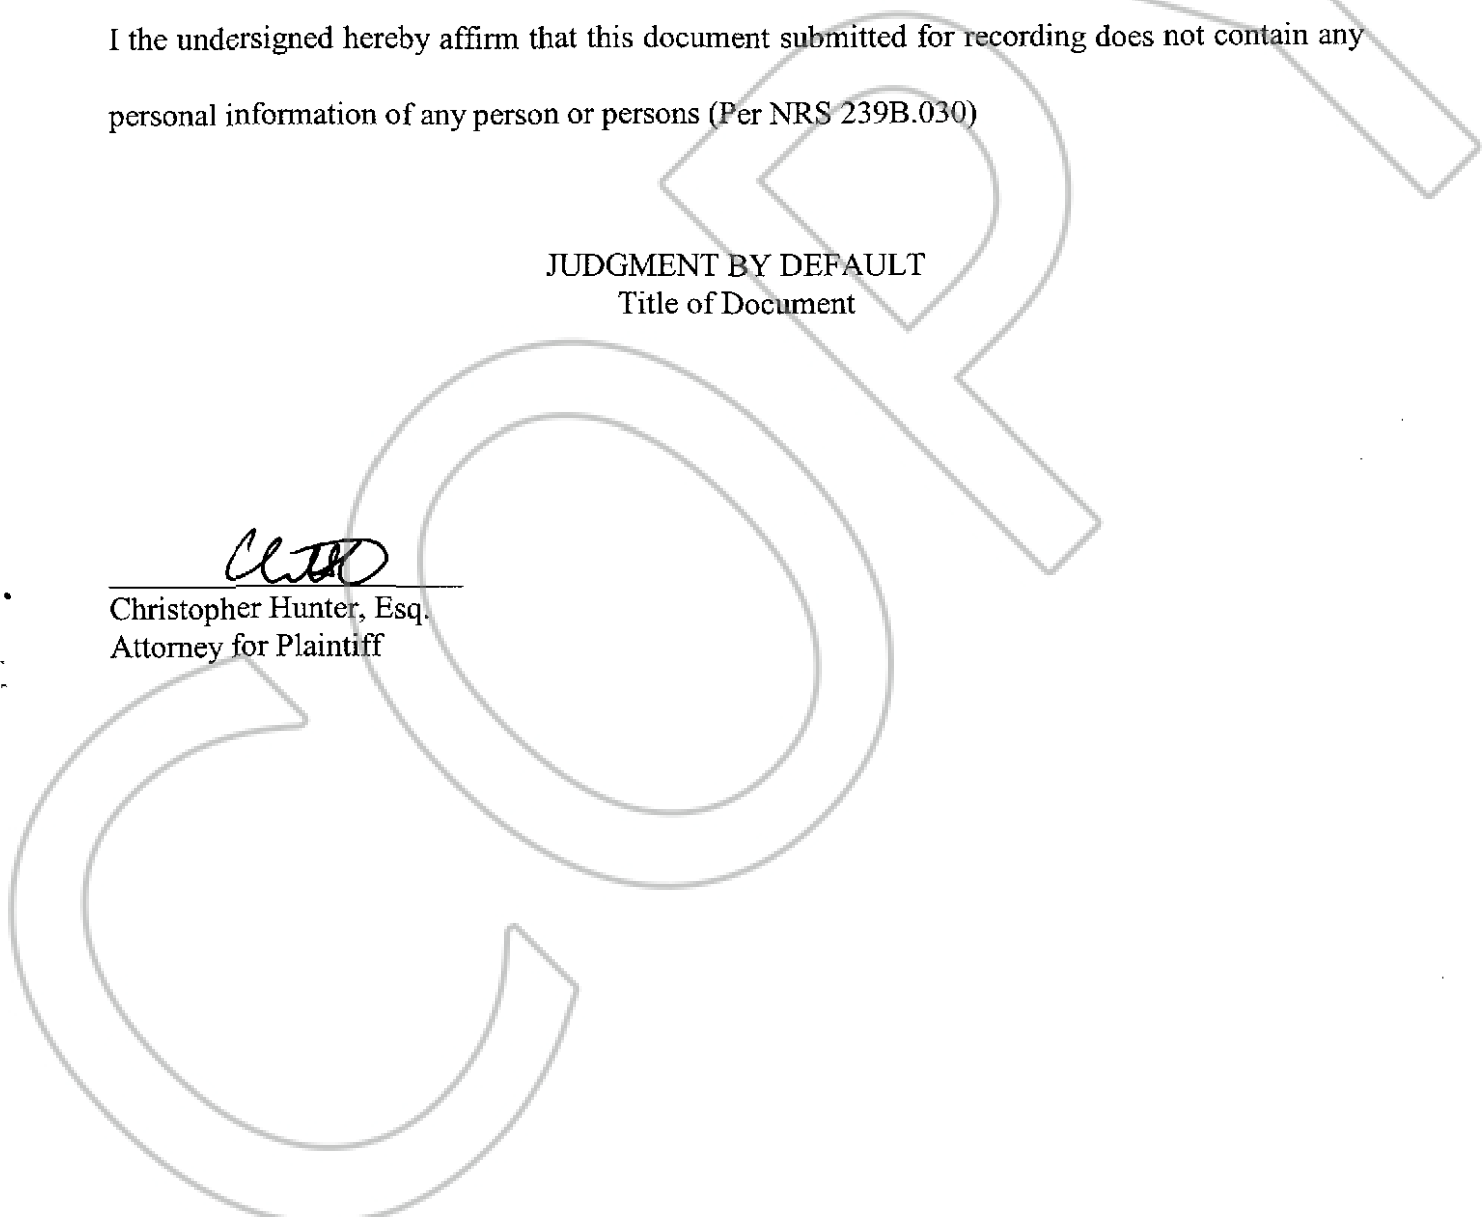 I the undersigned hereby affirm that this document submitted for recording does not contain any
personal information of any person or persons (Per NRS 239B.030)
JUDGMENT BY DEFAULT
Title of Document
Christopher Hunter, Esq.
Attorney for Plaintiff
COPY